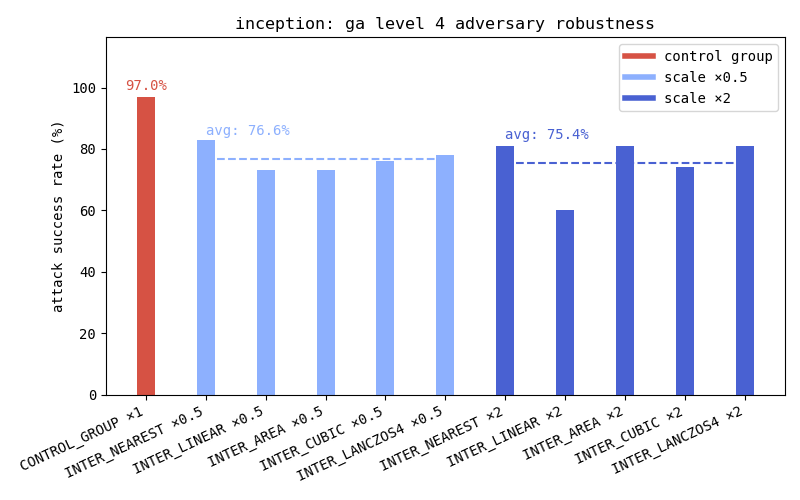 inception: ga level 4 adversary robustness
attack success rate (%)
100
80
60
40
20
0
97.0%
avg: 76.6%
avg: 75.4%
control group
scale ×0.5
scale ×2
CONTROL_GROUP ×1
INTER_NEAREST ×0.5
INTER_LINEAR ×0.5
INTER_AREA ×0.5
INTER_CUBIC ×0.5
INTER_LANCZOS4 ×0.5
INTER_NEAREST ×2
INTER_LINEAR ×2
INTER_AREA ×2
INTER_CUBIC ×2
INTER_LANCZOS4 ×2